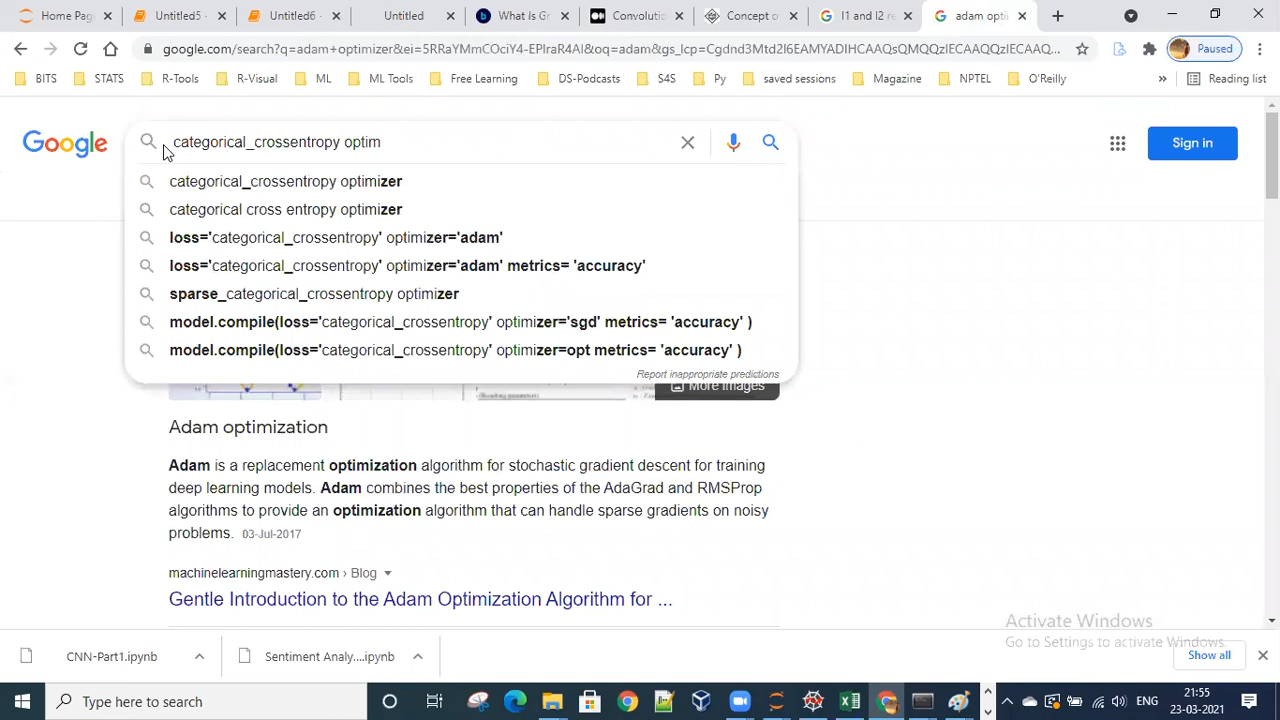 Home Page
Untitled5 -
Untitled6 -
Untitled
What is Gr
Convolutio
Concept o
l1 and l2 re
adam opti
google.com/search?q=adam+optimizer&ei=5RRaYMmCOciY4-EPIraR4AI&oq=adam&gs_lcp=Cgdnd3Mtd2l6EAMYADIHCAAQsQMQQzIECAAQQzIECAAQQ...
Paused
BITS
STATS
R-Tools
R-Visual
ML
ML Tools
Free Learning
DS-Podcasts
S4S
Py
saved sessions
Magazine
NPTEL
O'Reilly
»
Reading list
Google
categorical_crossentropy optim
Sign in
categorical_crossentropy optimizer
categorical cross entropy optimizer
loss='categorical_crossentropy' optimizer='adam'
loss='categorical_crossentropy' optimizer='adam' metrics= 'accuracy'
sparse_categorical_crossentropy optimizer
model.compile(loss='categorical_crossentropy' optimizer='sgd' metrics= 'accuracy' )
model.compile(loss='categorical_crossentropy' optimizer=opt metrics= 'accuracy' )
Report inappropriate predictions
More images
Adam optimization
Adam is a replacement optimization algorithm for stochastic gradient descent for training
deep learning models. Adam combines the best properties of the AdaGrad and RMSProp
algorithms to provide an optimization algorithm that can handle sparse gradients on noisy
problems. 03-Jul-2017
machinelearningmastery.com › Blog
Gentle Introduction to the Adam Optimization Algorithm for ...
Activate Windows
Go to Settings to activate Windows.
CNN-Part1.ipynb
Sentiment Analy....ipynb
Show all
Type here to search
ENG
21:55
23-03-2021